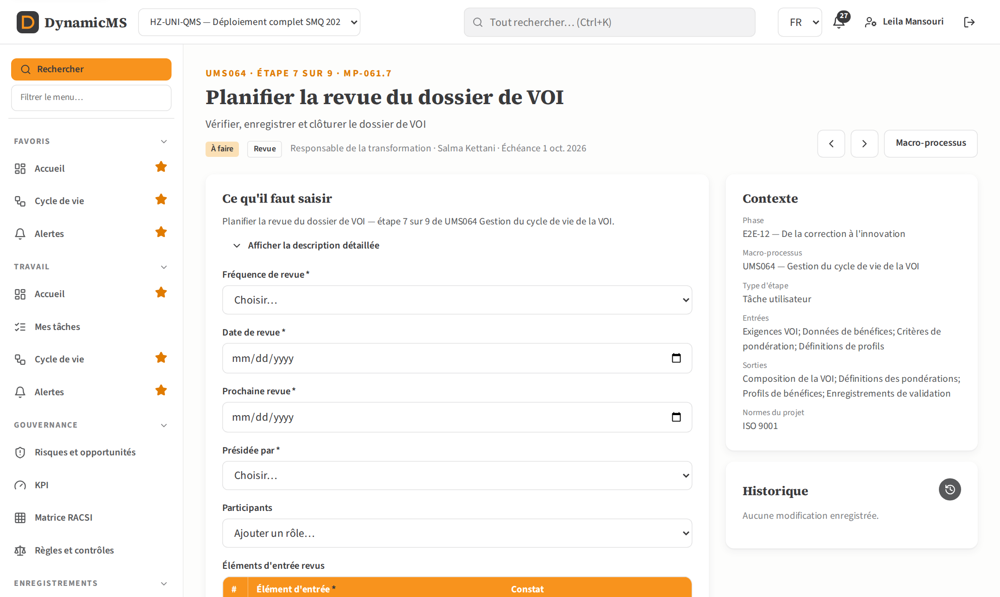 DynamicMS
HZ-UNI-QMS — Déploiement complet SMQ 202
Tout rechercher... (Ctrl+K)
FR
27
Leila Mansouri
Rechercher
Filtrer le menu...
FAVORIS
Accueil
Cycle de vie
Alertes
TRAVAIL
Accueil
Mes tâches
Cycle de vie
Alertes
GOUVERNANCE
Risques et opportunités
KPI
Matrice RACSI
Règles et contrôles
ENREGISTREMENTS
UMS064 · ÉTAPE 7 SUR 9 · MP-061.7
Planifier la revue du dossier de VOI
Vérifier, enregistrer et clôturer le dossier de VOI
À faire
Revue
Responsable de la transformation · Salma Kettani · Échéance 1 oct. 2026
Macro-processus
Ce qu'il faut saisir
Planifier la revue du dossier de VOI — étape 7 sur 9 de UMS064 Gestion du cycle de vie de la VOI.
Afficher la description détaillée
Fréquence de revue *
Choisir...
Date de revue *
mm/dd/yyyy
Prochaine revue *
mm/dd/yyyy
Présidée par *
Choisir...
Participants
Ajouter un rôle...
Éléments d'entrée revus
# Élément d'entrée * Constat
Contexte
Phase
E2E-12 — De la correction à l'innovation
Macro-processus
UMS064 — Gestion du cycle de vie de la VOI
Type d'étape
Tâche utilisateur
Entrées
Exigences VOI; Données de bénéfices; Critères de
pondération; Définitions de profils
Sorties
Composition de la VOI; Définitions des pondérations;
Profils de bénéfices; Enregistrements de validation
Normes du projet
ISO 9001
Historique
Aucune modification enregistrée.